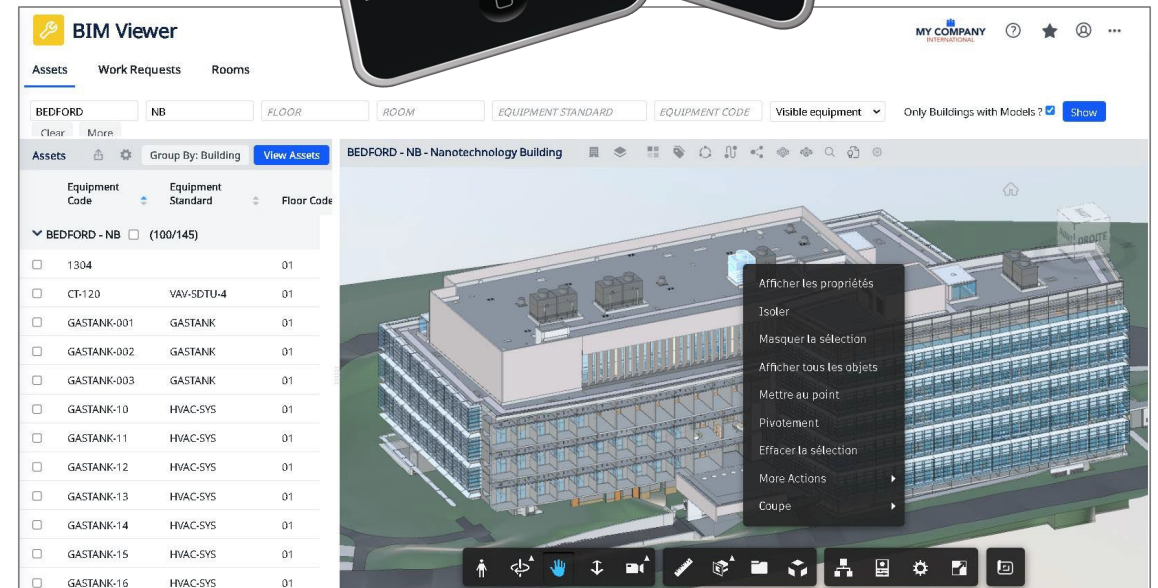 BIM Viewer
MY COMPANY
INTERNATIONAL
Assets Work Requests Rooms
BEDFORD NB FLOOR ROOM EQUIPMENT STANDARD EQUIPMENT CODE Visible equipment Only Buildings with Models ? Show
Clear More
Assets Group By: Building View Assets BEDFORD - NB - Nanotechnology Building
Equipment Code Equipment Standard Floor Code
BEDFORD - NB (100/145)
1304 01
CT-120 VAV-SDTU-4 01
GASTANK-001 GASTANK 01
GASTANK-002 GASTANK 01
GASTANK-003 GASTANK 01
GASTANK-10 HVAC-SYS 01
GASTANK-11 HVAC-SYS 01
GASTANK-12 HVAC-SYS 01
GASTANK-13 HVAC-SYS 01
GASTANK-14 HVAC-SYS 01
GASTANK-15 HVAC-SYS 01
GASTANK-16 HVAC-SYS 01
DROITE
Afficher les propriétés
Isoler
Masquer la sélection
Afficher tous les objets
Mettre au point
Pivotement
Effacer la sélection
More Actions
Coupe